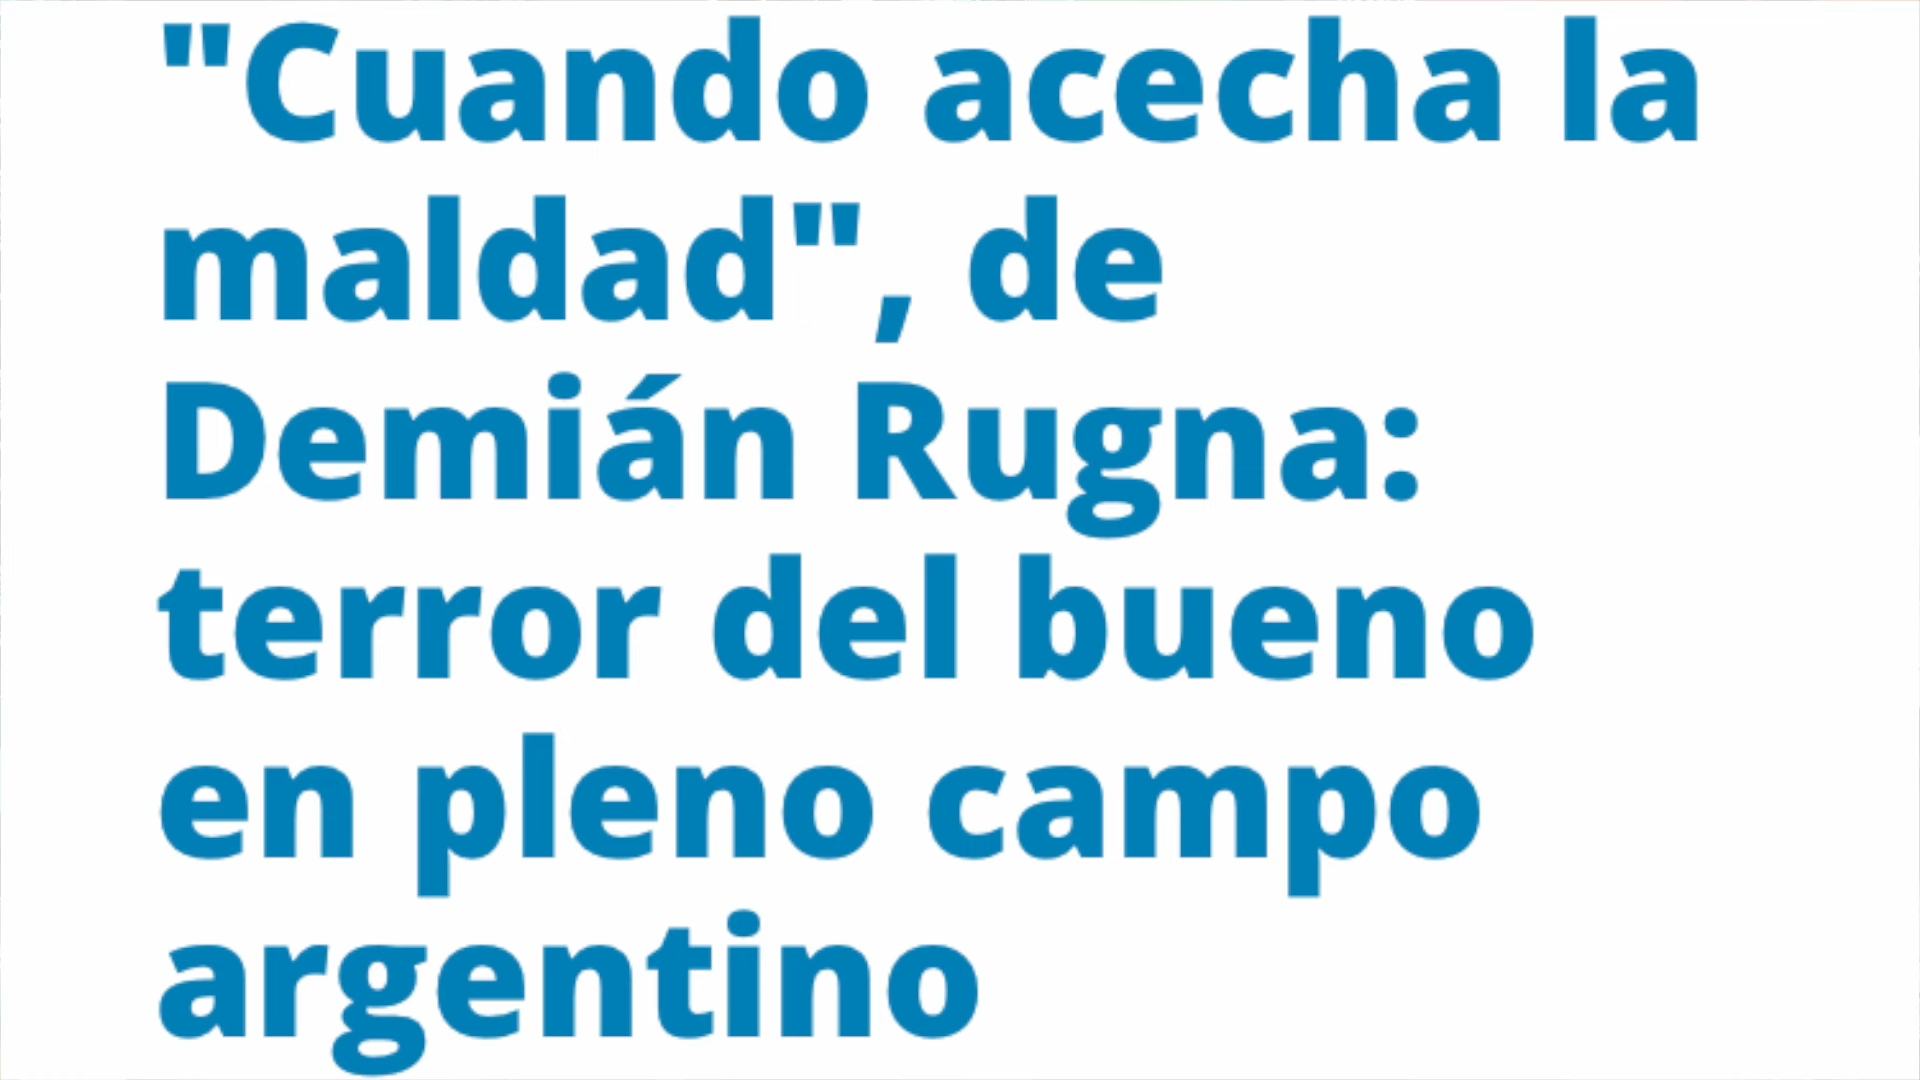 "Cuando acecha la
maldad", de
Demián Rugna:
terror del bueno
en pleno campo
argentino